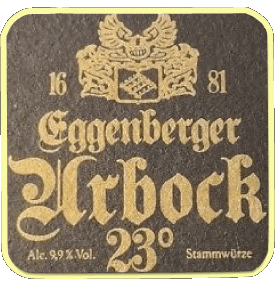 16 81
Eggenberger
Urbock
23°
Alc. 9,9 % Vol. Stammwürze